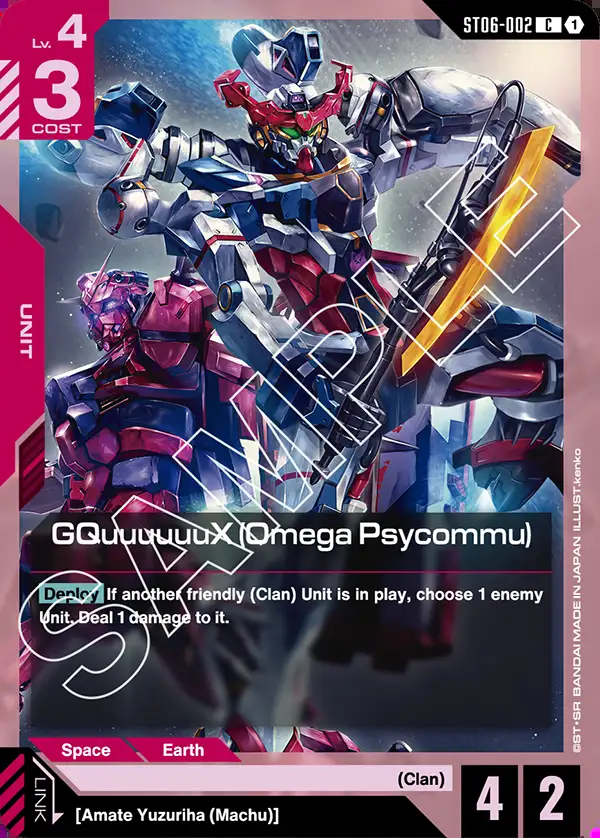 ST06-002 C 1
Lv. 4
3
COST
UNIT
SAMPLE
GQuuuuuuX (Omega Psycommu)
Deploy If another friendly (Clan) Unit is in play, choose 1 enemy
Unit. Deal 1 damage to it.
©ST・SR BANDAI MADE IN JAPAN ILLUST.kenko
Space Earth
(Clan)
LINK
[Amate Yuzuriha (Machu)]
4 2